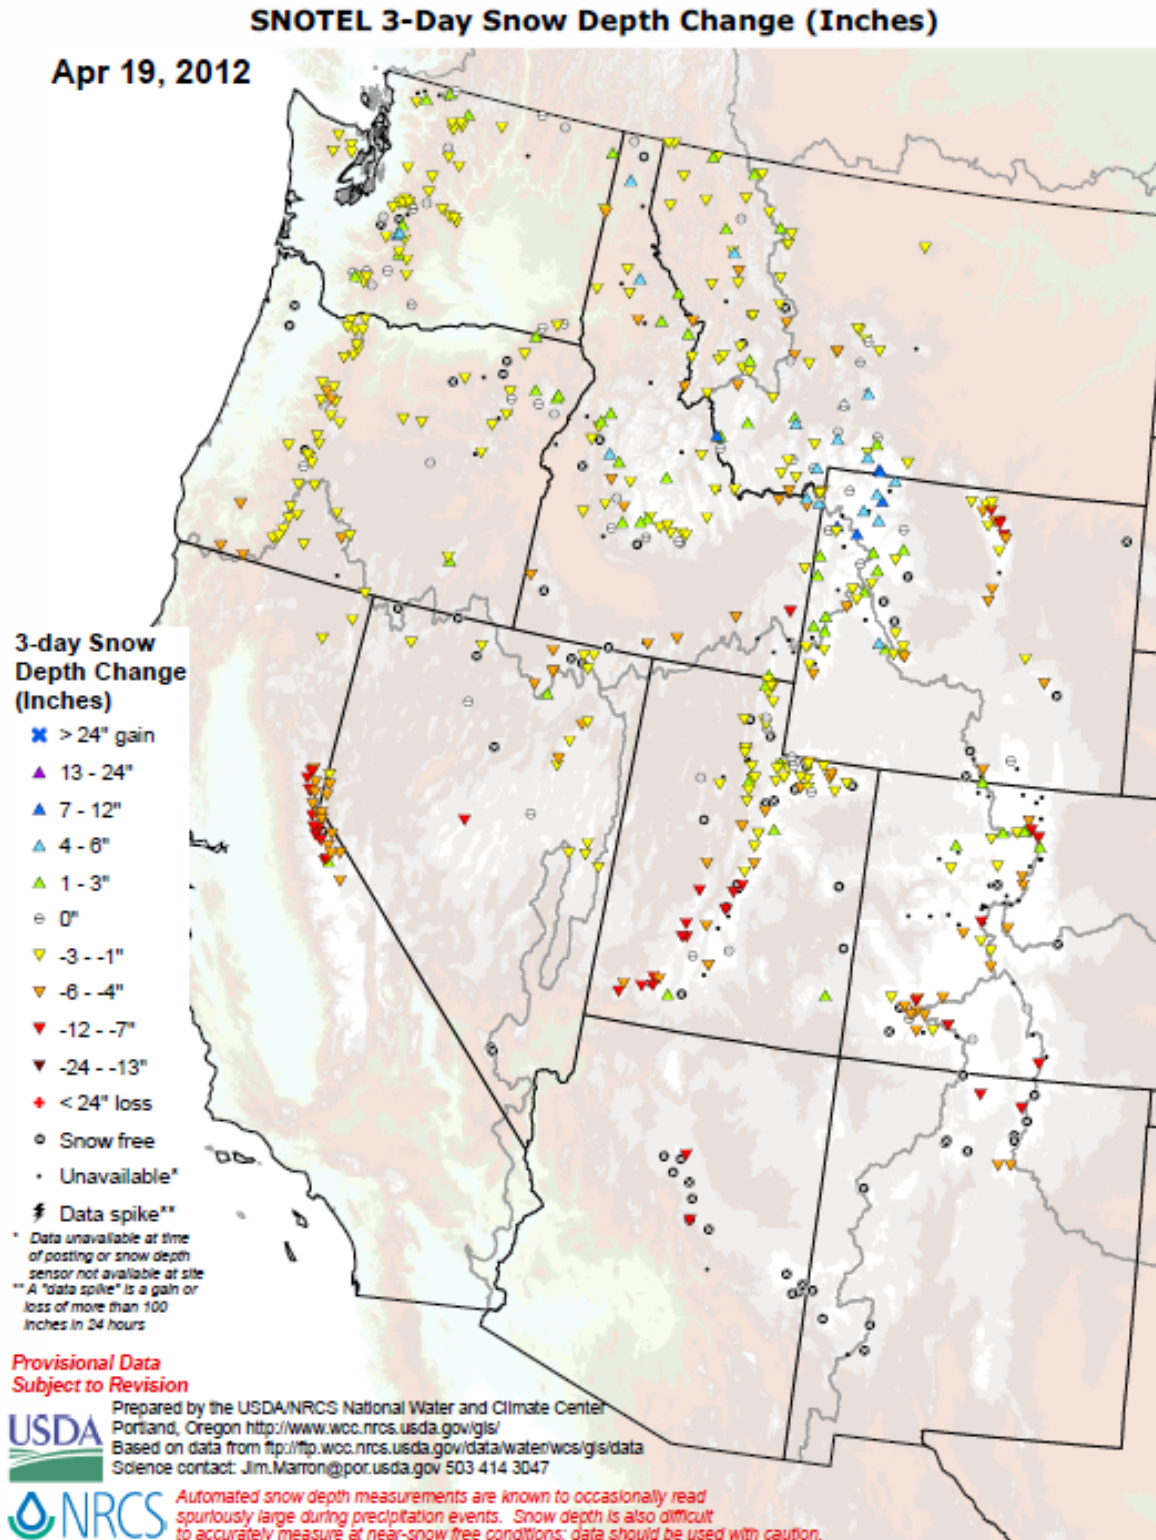 SNOTEL 3-Day Snow Depth Change (Inches)
Apr 19, 2012
3-day Snow
Depth Change
(Inches)
> 24" gain
13 - 24"
7 - 12"
4 - 6"
1 - 3"
0"
-3 - -1"
-6 - -4"
-12 - -7"
-24 - -13"
< 24" loss
Snow free
Unavailable*
Data spike**
* Data unavailable at time
of posting or snow depth
sensor not available at site
** A "data spike" is a gain or
loss of more than 100
inches in 24 hours
Provisional Data
Subject to Revision
USDA
Prepared by the USDA/NRCS National Water and Climate Center
Portland, Oregon http://www.wcc.nrcs.usda.gov/gis/
Based on data from ftp://ftp.wcc.nrcs.usda.gov/data/water/wcs/gis/data
Science contact: Jim.Marron@por.usda.gov 503 414 3047
NRCS
Automated snow depth measurements are known to occasionally read
spuriously large during precipitation events. Snow depth is also difficult
to accurately measure at near-snow free conditions; data should be used with caution.